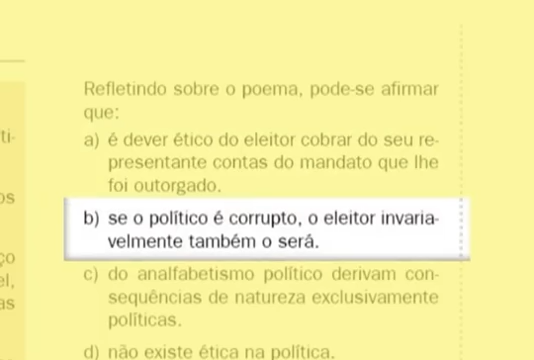 Refletindo sobre o poema, pode-se afirmar
que:
a) é dever ético do eleitor cobrar do seu re-
presentante contas do mandato que lhe
foi outorgado.
b) se o político é corrupto, o eleitor invaria-
velmente também o será.
c) do analfabetismo político derivam con-
sequências de natureza exclusivamente
políticas.
d) não existe ética na política.